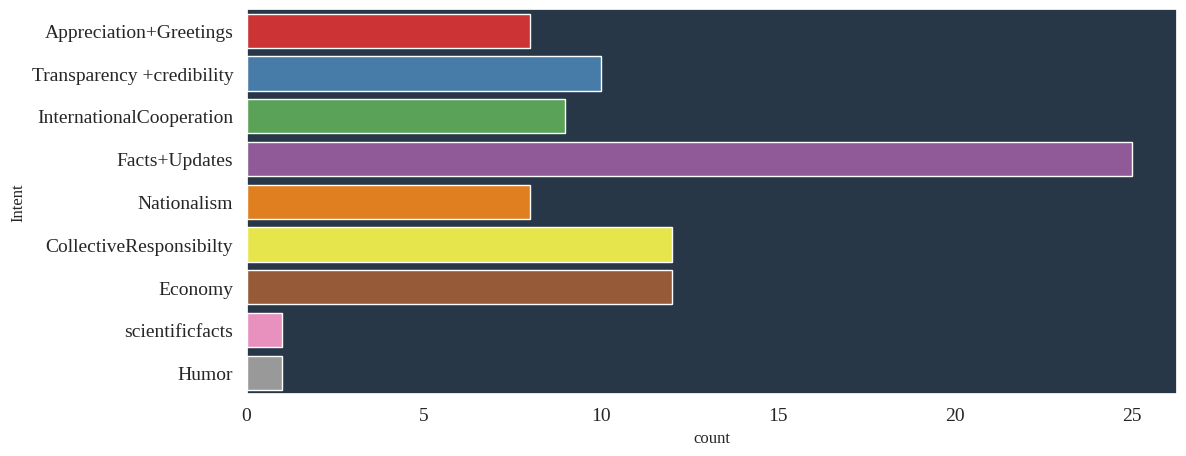 Appreciation+Greetings
Transparency +credibility
InternationalCooperation
Facts+Updates
Nationalism
CollectiveResponsibilty
Economy
scientificfacts
Humor
Intent
0 5 10 15 20 25
count